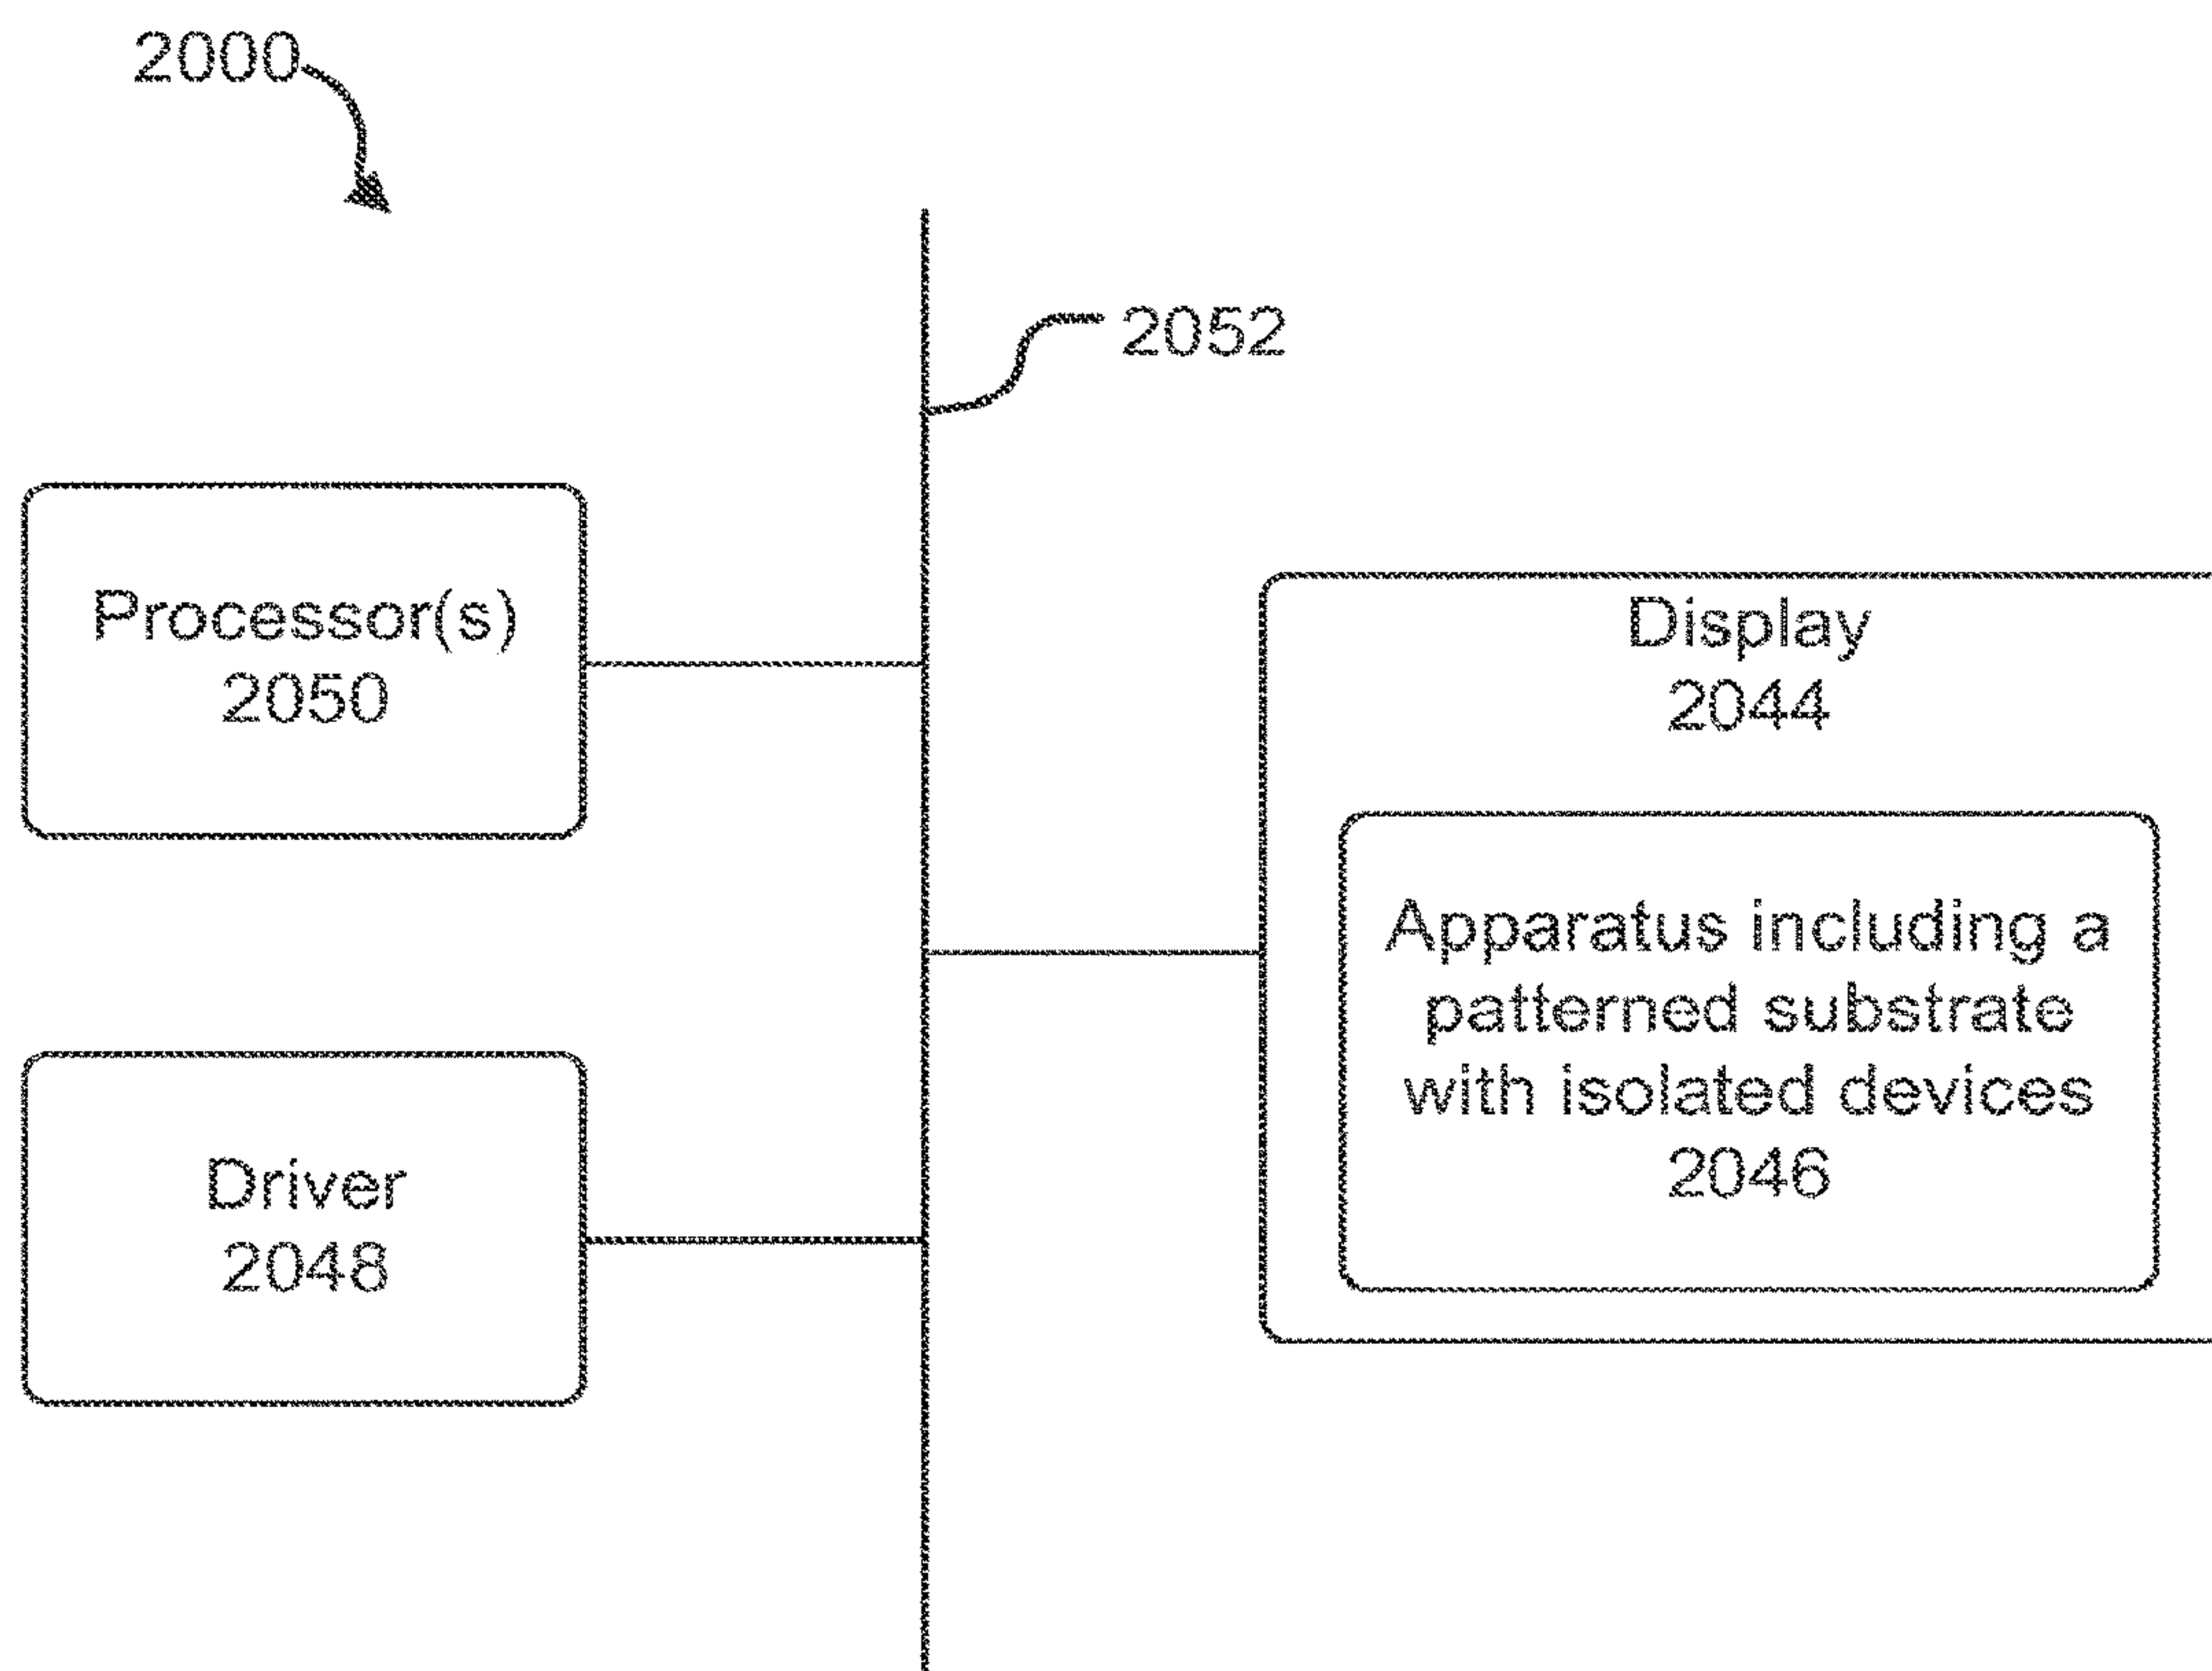 2000
2052
Processor(s)
2050
Display
2044
Apparatus including a
patterned substrate
with isolated devices
2046
Driver
2048